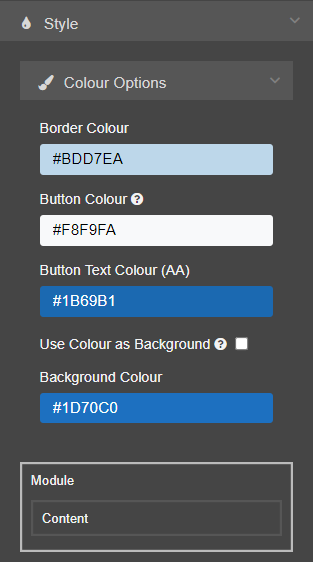 Style
Colour Options
Border Colour
#BDD7EA
Button Colour
#F8F9FA
Button Text Colour (AA)
#1B69B1
Use Colour as Background
Background Colour
#1D70C0
Module
Content